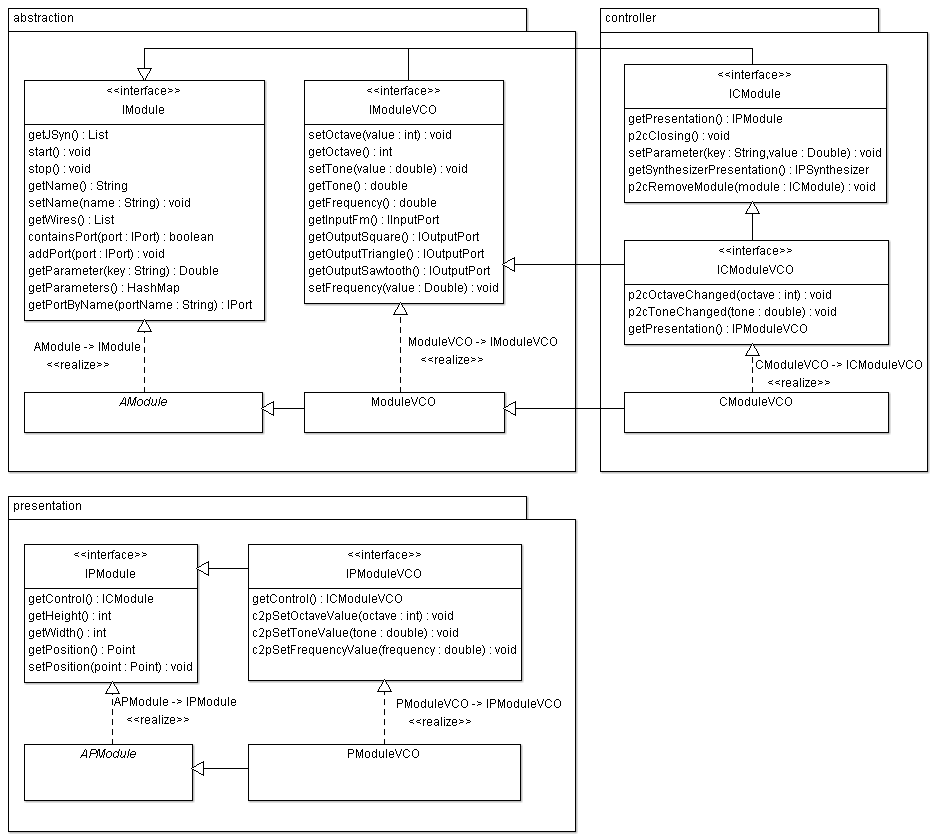 abstraction
<<interface>>
IModule
getJSyn() : List
start() : void
stop() : void
getName() : String
setName(name : String) : void
getWires() : List
containsPort(port : IPort) : boolean
addPort(port : IPort) : void
getParameter(key : String) : Double
getParameters() : HashMap
getPortByName(portName : String) : IPort
<<interface>>
IModuleVCO
setOctave(value : int) : void
getOctave() : int
setTone(value : double) : void
getTone() : double
getFrequency() : double
getInputFm() : IInputPort
getOutputSquare() : IOutputPort
getOutputTriangle() : IOutputPort
getOutputSawtooth() : IOutputPort
setFrequency(value : Double) : void
AModule -> IModule
<<realize>>
ModuleVCO -> IModuleVCO
<<realize>>
AModule
ModuleVCO
controller
<<interface>>
ICModule
getPresentation() : IPModule
p2cClosing() : void
setParameter(key : String,value : Double) : void
getSynthesizerPresentation() : IPSynthesizer
p2cRemoveModule(module : ICModule) : void
<<interface>>
ICModuleVCO
p2cOctaveChanged(octave : int) : void
p2cToneChanged(tone : double) : void
getPresentation() : IPModuleVCO
CModuleVCO -> ICModuleVCO
<<realize>>
CModuleVCO
presentation
<<interface>>
IPModule
getControl() : ICModule
getHeight() : int
getWidth() : int
getPosition() : Point
setPosition(point : Point) : void
<<interface>>
IPModuleVCO
getControl() : ICModuleVCO
c2pSetOctaveValue(octave : int) : void
c2pSetToneValue(tone : double) : void
c2pSetFrequencyValue(frequency : double) : void
APModule -> IPModule
<<realize>>
PModuleVCO -> IPModuleVCO
<<realize>>
APModule
PModuleVCO